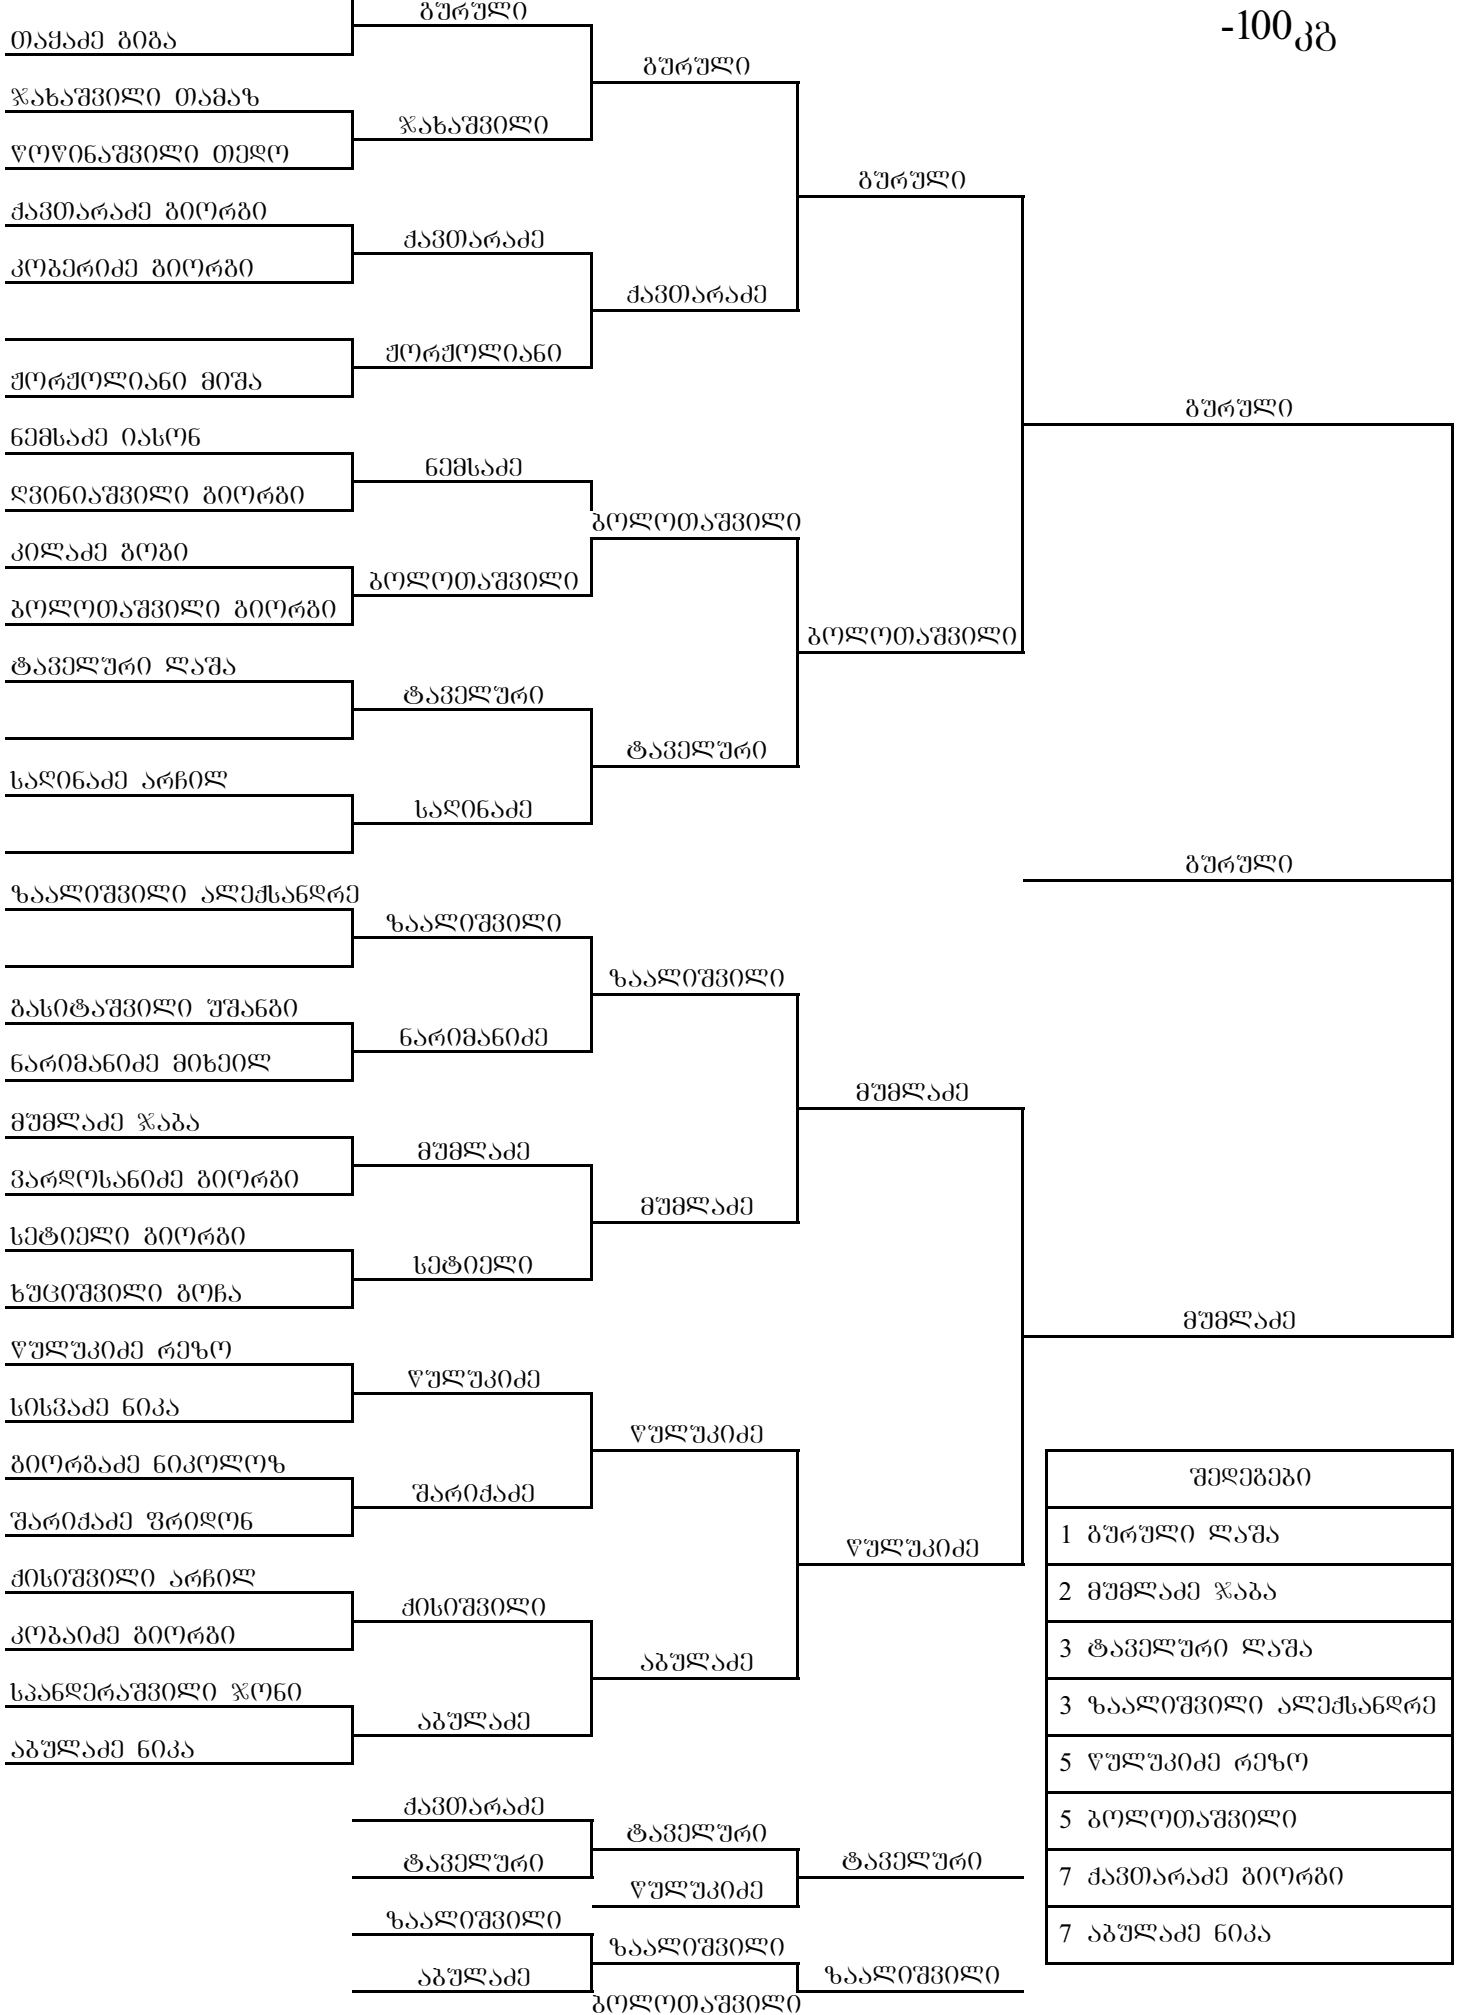 გურული
-100კგ
თაყაძე გიგა
გურული
ჯახაშვილი თამაზ
ჯახაშვილი
წოწინაშვილი თედო
გურული
ქავთარაძე გიორგი
ქავთარაძე
კობერიძე გიორგი
ქავთარაძე
ჟორჟოლიანი
ჟორჟოლიანი მიშა
გურული
ნემსაძე იასონ
ნემსაძე
ღვინიაშვილი გიორგი
ბოლოთაშვილი
კილაძე გოგი
ბოლოთაშვილი
ბოლოთაშვილი გიორგი
ბოლოთაშვილი
ტაველური ლაშა
ტაველური
ტაველური
საღინაძე არჩილ
საღინაძე
გურული
ზაალიშვილი ალექსანდრე
ზაალიშვილი
ზაალიშვილი
გასიტაშვილი უშანგი
ნარიმანიძე
ნარიმანიძე მიხეილ
მუმლაძე
მუმლაძე ჯაბა
მუმლაძე
ვარდოსანიძე გიორგი
მუმლაძე
სეტიელი გიორგი
სეტიელი
ხუციშვილი გოჩა
მუმლაძე
წულუკიძე რეზო
წულუკიძე
სისვაძე ნიკა
წულუკიძე
გიორგაძე ნიკოლოზ
შედეგები
შარიქაძე
შარიქაძე ფრიდონ
1 გურული ლაშა
წულუკიძე
ქისიშვილი არჩილ
2 მუმლაძე ჯაბა
ქისიშვილი
კობაიძე გიორგი
3 ტაველური ლაშა
აბულაძე
სპანდერაშვილი ჯონი
3 ზაალიშვილი ალექსანდრე
აბულაძე
აბულაძე ნიკა
5 წულუკიძე რეზო
ქავთარაძე
5 ბოლოთაშვილი
ტაველური
ტაველური
ტაველური
7 ქავთარაძე გიორგი
წულუკიძე
ზაალიშვილი
7 აბულაძე ნიკა
ზაალიშვილი
აბულაძე
ზაალიშვილი
ბოლოთაშვილი